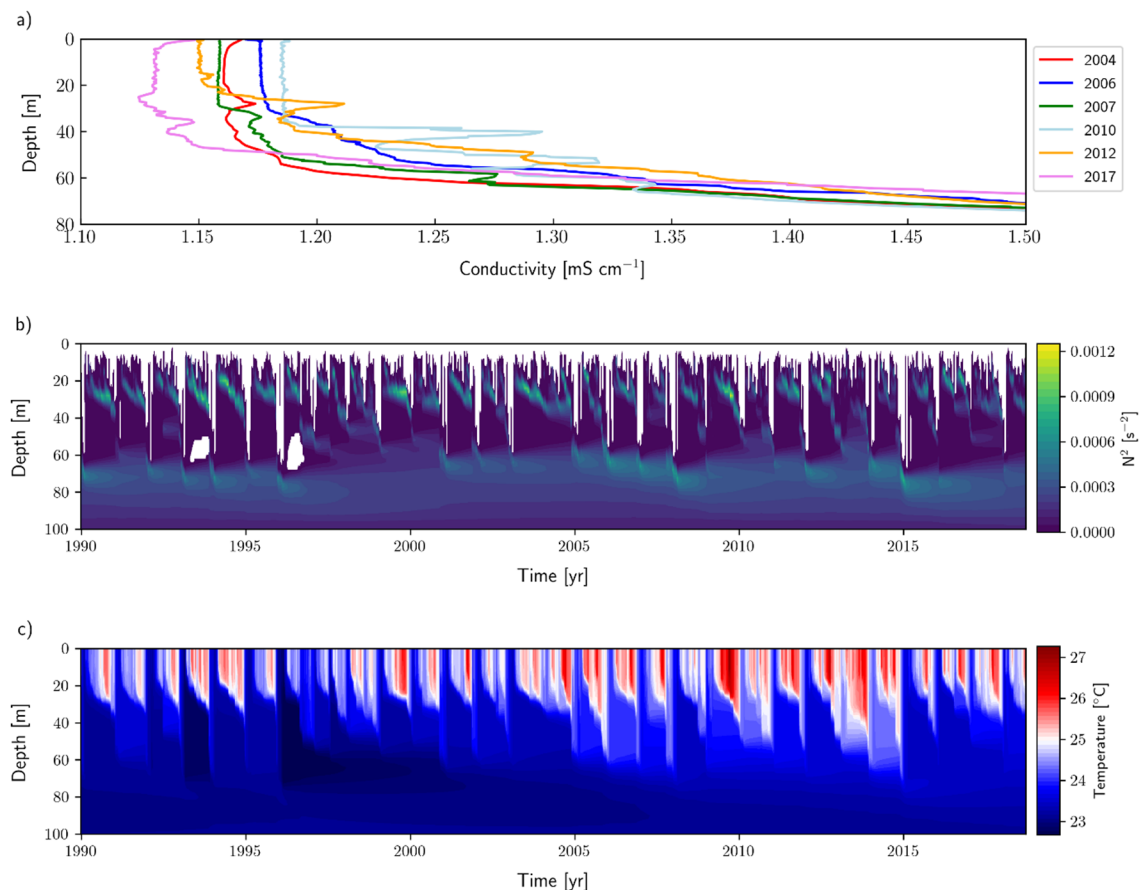 a)
0
20
40
60
80
Depth [m]
1.10 1.15 1.20 1.25 1.30 1.35 1.40 1.45 1.50
Conductivity [mS cm⁻¹]
2004
2006
2007
2010
2012
2017
b)
0
20
40
60
80
100
Depth [m]
1990 1995 2000 2005 2010 2015
Time [yr]
0.0012
0.0009
0.0006
0.0003
0.0000
N² [s⁻²]
c)
0
20
40
60
80
100
Depth [m]
1990 1995 2000 2005 2010 2015
Time [yr]
27
26
25
24
23
Temperature [°C]